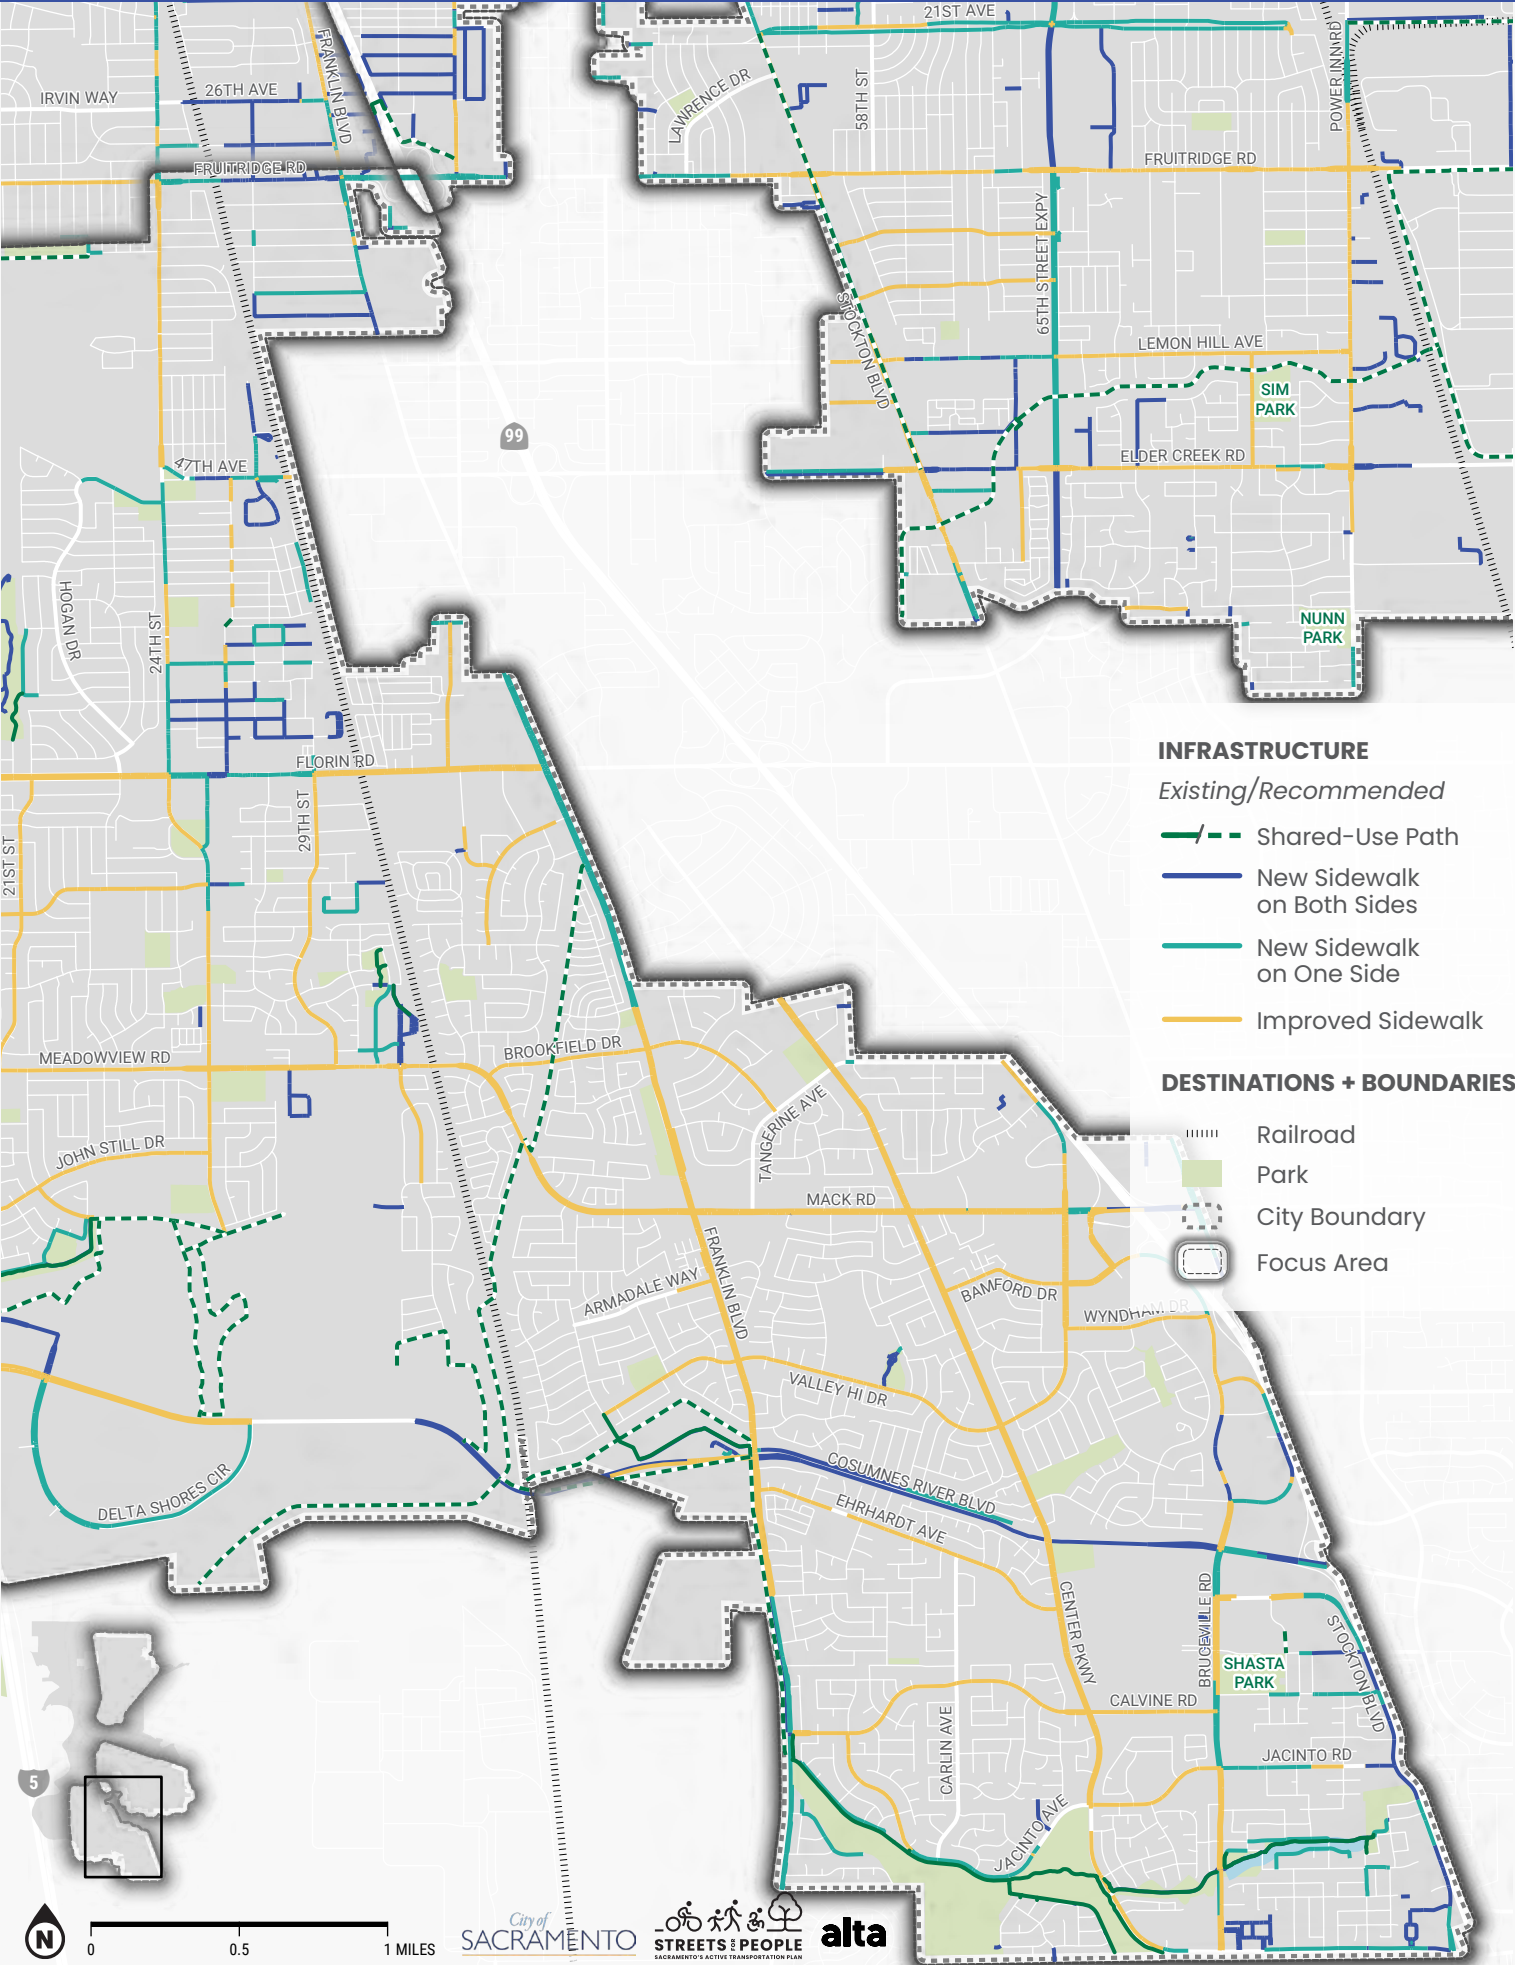 21ST AVE
FRANKLIN BLVD
IRVIN WAY
26TH AVE
LAWRENCE DR
58TH ST
POWER INN RD
FRUITRIDGE RD
FRUITRIDGE RD
65TH STREET EXPY
STOCKTON BLVD
LEMON HILL AVE
SIM
PARK
99
47TH AVE
ELDER CREEK RD
HOGAN DR
24TH ST
NUNN
PARK
FLORIN RD
29TH ST
21ST ST
INFRASTRUCTURE
Existing/Recommended
Shared-Use Path
New Sidewalk
on Both Sides
New Sidewalk
on One Side
Improved Sidewalk
DESTINATIONS + BOUNDARIES
Railroad
Park
City Boundary
Focus Area
MEADOWVIEW RD
BROOKFIELD DR
TANGERINE AVE
JOHN STILL DR
MACK RD
FRANKLIN BLVD
ARMADALE WAY
BAMFORD DR
WYNDHAM DR
VALLEY HI DR
COSUMNES RIVER BLVD
DELTA SHORES CIR
EHRHARDT AVE
CENTER PKWY
BRUCEVILLE RD
STOCKTON BLVD
SHASTA
PARK
CALVINE RD
CARLIN AVE
JACINTO RD
JACINTO AVE
5
N
0 0.5 1 MILES
City of
SACRAMENTO
STREETS FOR PEOPLE
SACRAMENTO'S ACTIVE TRANSPORTATION PLAN
alta